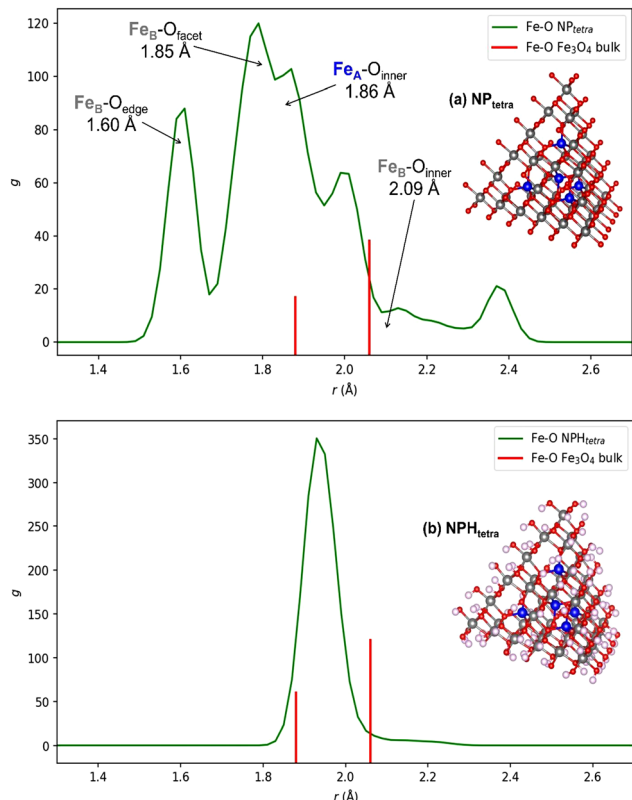 Fe-O NPtetra
Fe-O Fe3O4 bulk
FeB-Ofacet
1.85 Å
FeA-Oinner
1.86 Å
FeB-Oedge
1.60 Å
FeB-Oinner
2.09 Å
(a) NPtetra
120
100
80
60
40
20
0
g
1.4 1.6 1.8 2.0 2.2 2.4 2.6
r (Å)
Fe-O NPHtetra
Fe-O Fe3O4 bulk
(b) NPHtetra
350
300
250
200
150
100
50
0
g
1.4 1.6 1.8 2.0 2.2 2.4 2.6
r (Å)